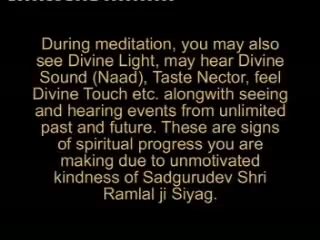 During meditation, you may also
see Divine Light, may hear Divine
Sound (Naad), Taste Nector, feel
Divine Touch etc. alongwith seeing
and hearing events from unlimited
past and future. These are signs
of spiritual progress you are
making due to unmotivated
kindness of Sadgurudev Shri
Ramlal ji Siyag.